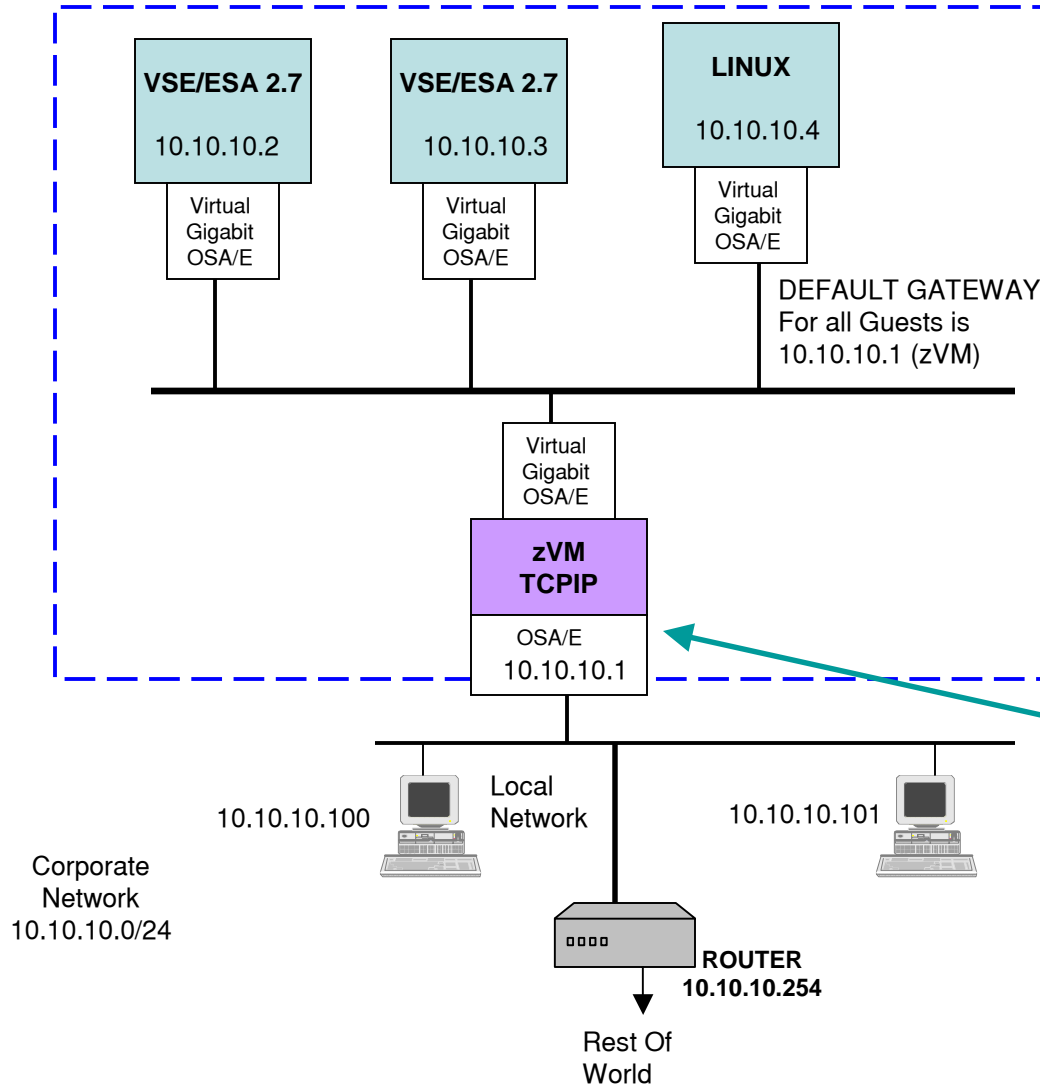 VSE/ESA 2.7
10.10.10.2
VSE/ESA 2.7
10.10.10.3
LINUX
10.10.10.4
Virtual
Gigabit
OSA/E
Virtual
Gigabit
OSA/E
Virtual
Gigabit
OSA/E
DEFAULT GATEWAY
For all Guests is
10.10.10.1 (zVM)
Virtual
Gigabit
OSA/E
zVM
TCPIP
OSA/E
10.10.10.1
10.10.10.100
Local
Network
10.10.10.101
Corporate
Network
10.10.10.0/24
ROUTER
10.10.10.254
Rest Of
World